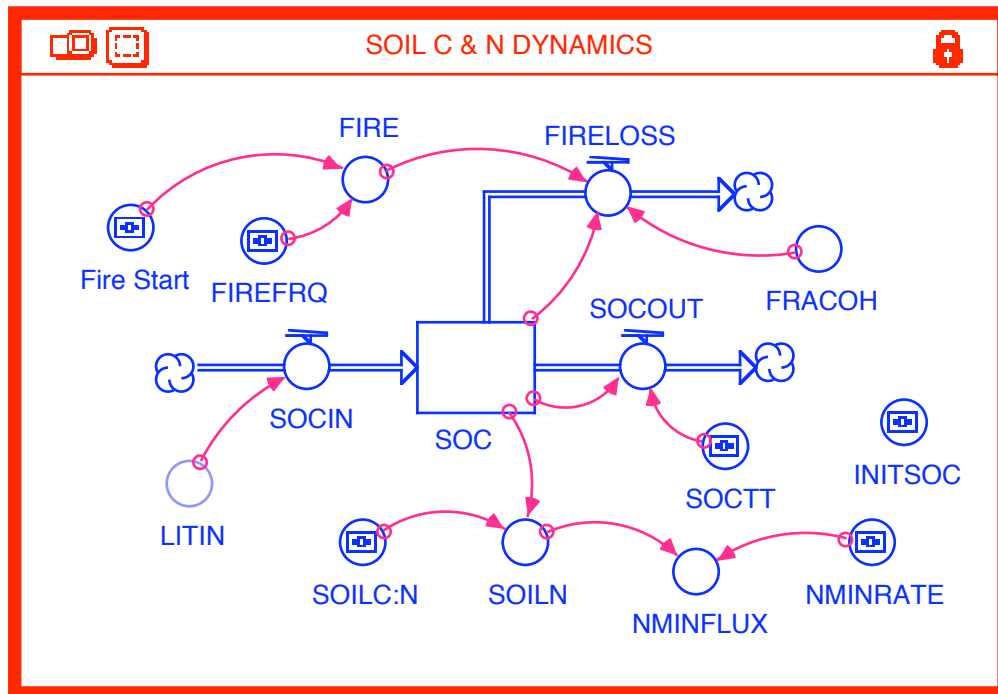 SOIL C & N DYNAMICS
FIRE
FIRELOSS
Fire Start
FIREFRQ
FRACOH
SOCOUT
SOCIN
SOC
INITSOC
SOCTT
LITIN
SOILC:N
SOILN
NMINFLUX
NMINRATE